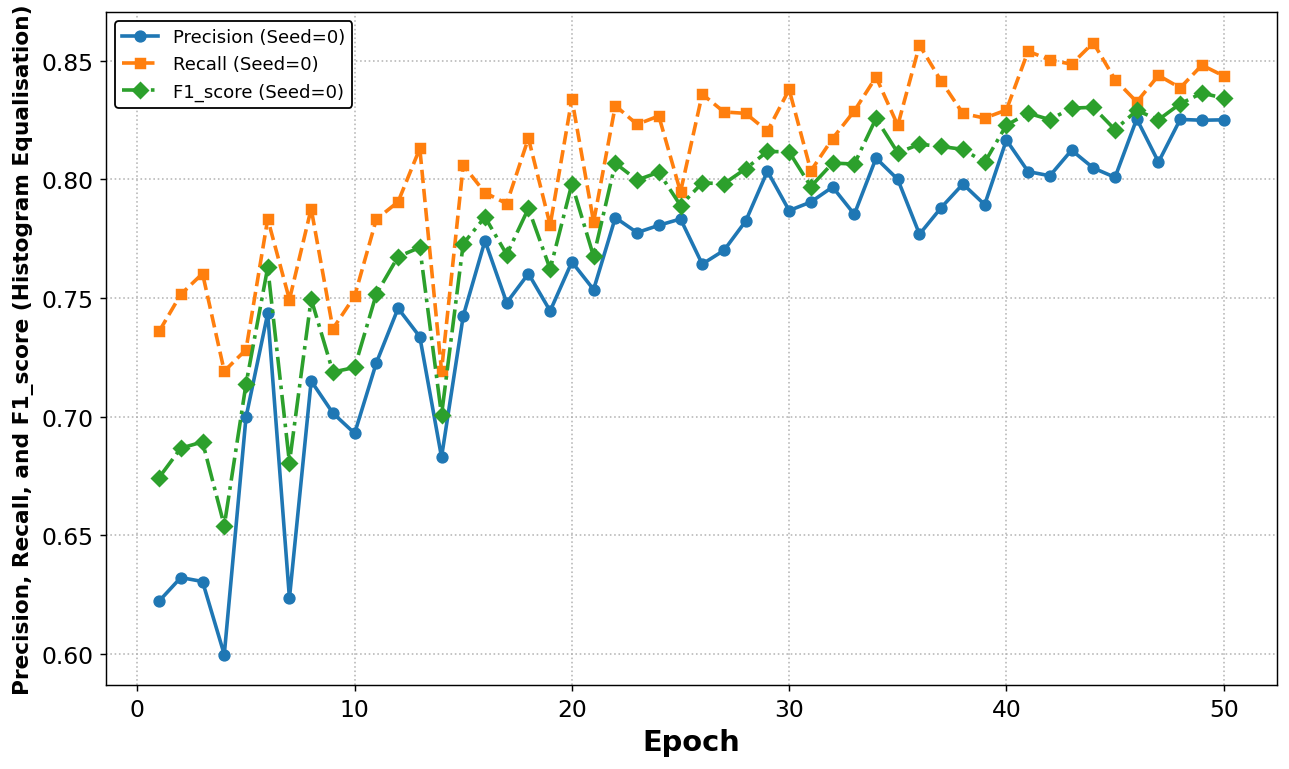 Precision, Recall, and F1_score (Histogram Equalisation)
Precision (Seed=0)
Recall (Seed=0)
F1_score (Seed=0)
0.85
0.80
0.75
0.70
0.65
0.60
0 10 20 30 40 50
Epoch